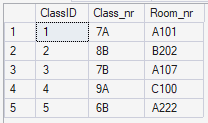 ClassID Class_nr Room_nr
1 1 7A A101
2 2 8B B202
3 3 7B A107
4 4 9A C100
5 5 6B A222